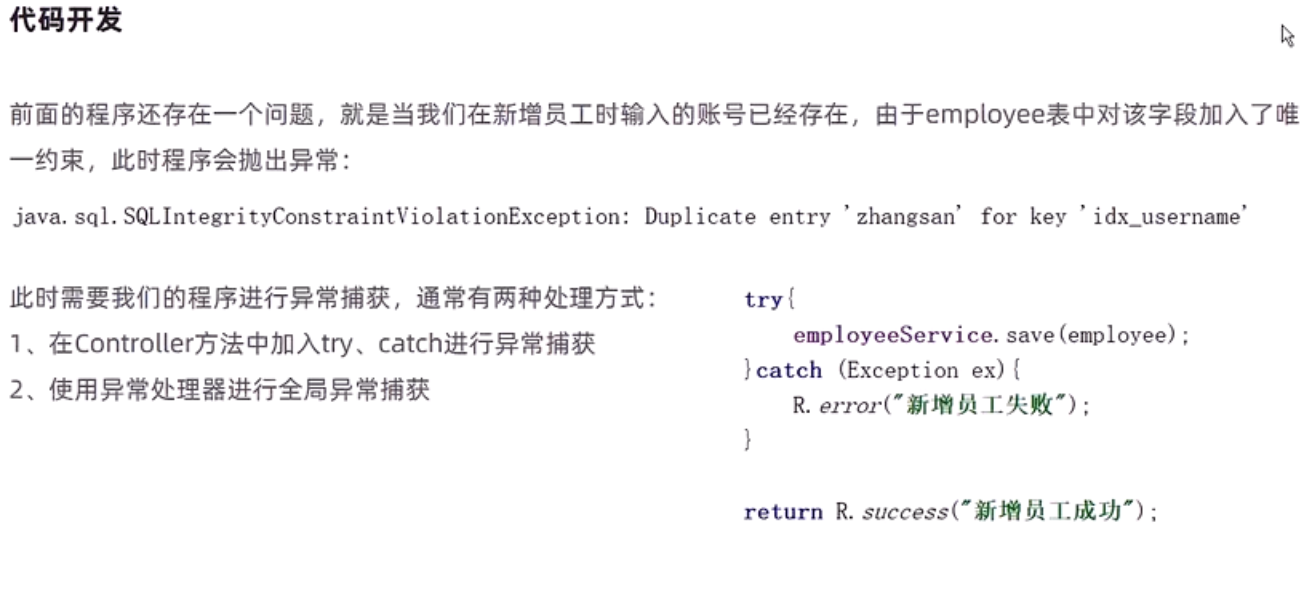 代码开发
前面的程序还存在一个问题，就是当我们在新增员工时输入的账号已经存在，由于employee表中对该字段加入了唯
一约束，此时程序会抛出异常：
java.sql.SQLIntegrityConstraintViolationException: Duplicate entry 'zhangsan' for key 'idx_username'
此时需要我们的程序进行异常捕获，通常有两种处理方式：
1、在Controller方法中加入try、catch进行异常捕获
2、使用异常处理器进行全局异常捕获
try{
    employeeService.save(employee);
}catch (Exception ex){
    R.error("新增员工失败");
}
return R.success("新增员工成功");